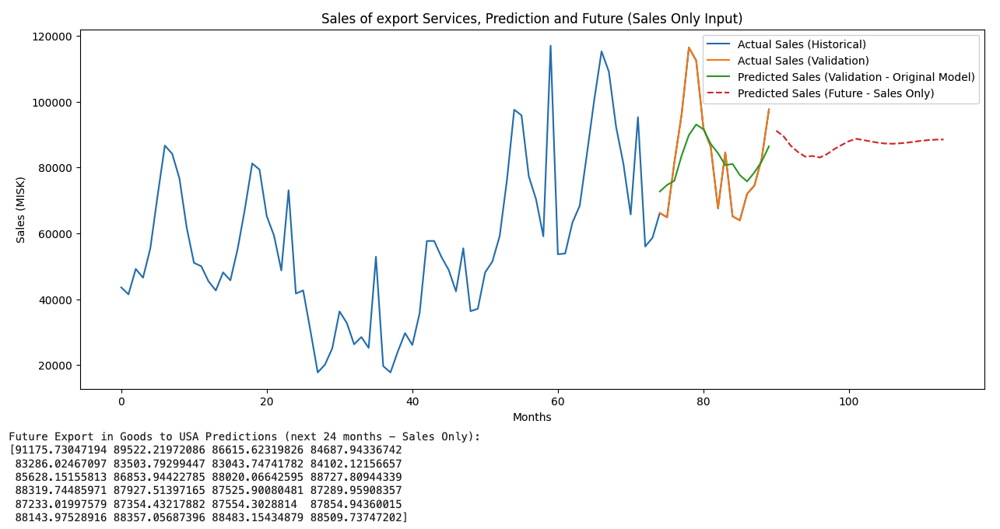 Sales of export Services, Prediction and Future (Sales Only Input)
120000
100000
80000
60000
40000
20000
Sales (MISK)
Actual Sales (Historical)
Actual Sales (Validation)
Predicted Sales (Validation - Original Model)
Predicted Sales (Future - Sales Only)
0 20 40 60 80 100
Months
Future Export in Goods to USA Predictions (next 24 months – Sales Only):
[91175.73047194 89522.21972086 86615.62319826 84687.94336742
83286.02467097 83503.79299447 83043.74741782 84102.12156657
85628.15155813 86853.94422785 88020.06642595 88727.80944339
88319.74485971 87927.51397165 87525.90080481 87289.95908357
87233.01997579 87354.43217882 87554.3028814 87854.94360015
88143.97528916 88357.05687396 88483.15434879 88509.73747202]